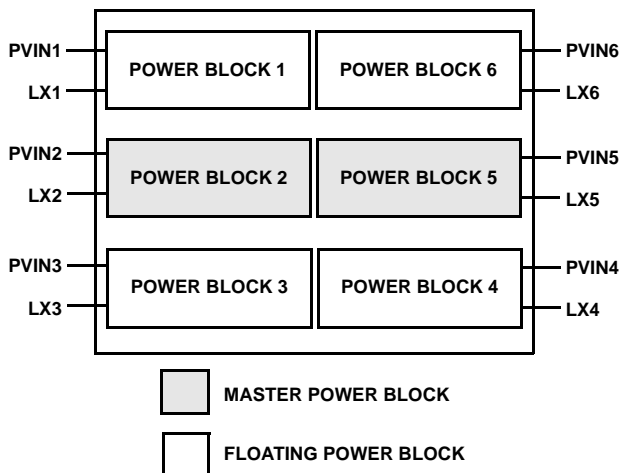 PVIN1
LX1
POWER BLOCK 1
POWER BLOCK 6
PVIN6
LX6
PVIN2
LX2
POWER BLOCK 2
POWER BLOCK 5
PVIN5
LX5
PVIN3
LX3
POWER BLOCK 3
POWER BLOCK 4
PVIN4
LX4
MASTER POWER BLOCK
FLOATING POWER BLOCK